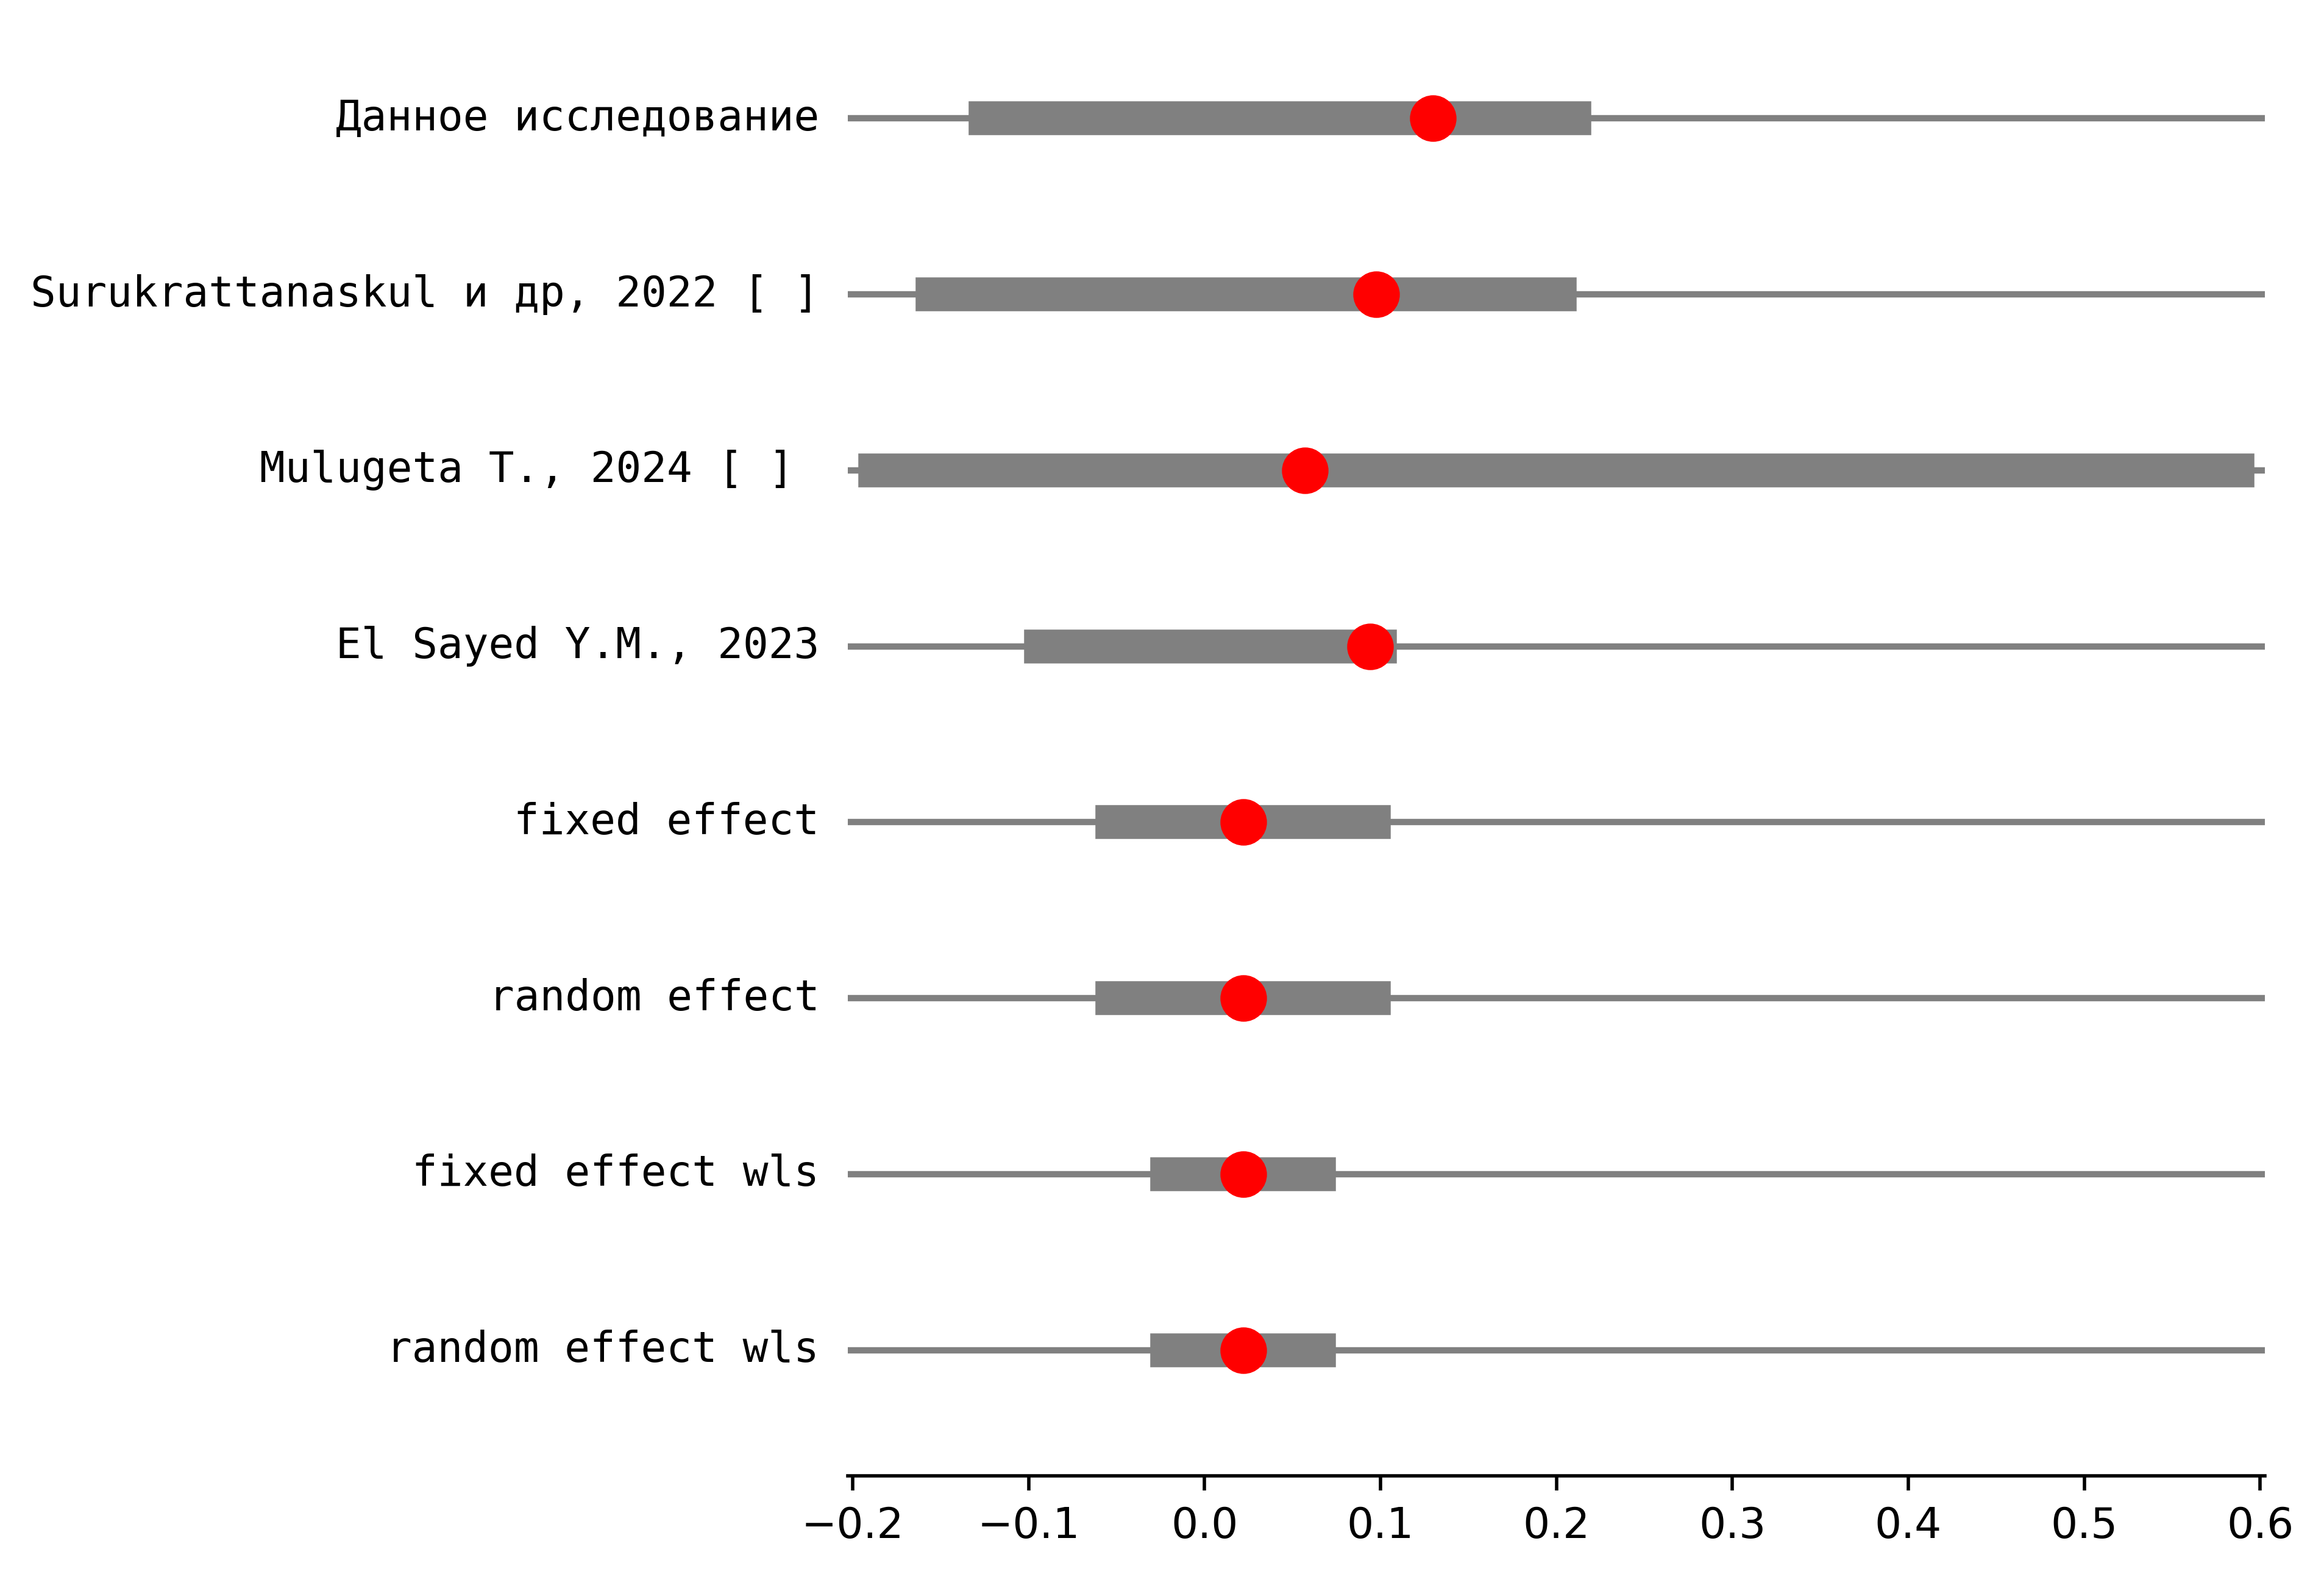 Данное исследование
Surukrattanaskul и др, 2022 [ ]
Mulugeta T., 2024 [ ]
El Sayed Y.M., 2023
fixed effect
random effect
fixed effect wls
random effect wls
−0.2 −0.1 0.0 0.1 0.2 0.3 0.4 0.5 0.6